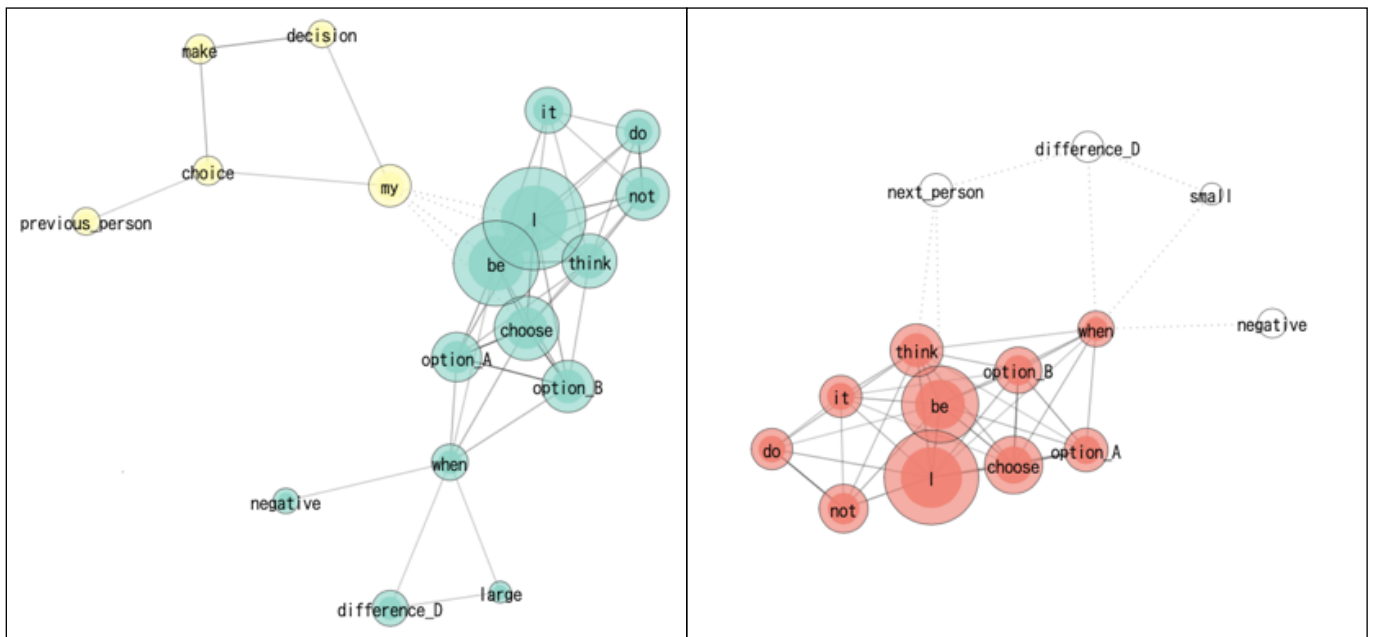 decision
make
it
do
choice
my
not
previous_person
I
be
think
choose
option_A
option_B
when
negative
large
difference_D
difference_D
next_person
small
negative
when
think
option_B
it
be
do
option_A
choose
I
not